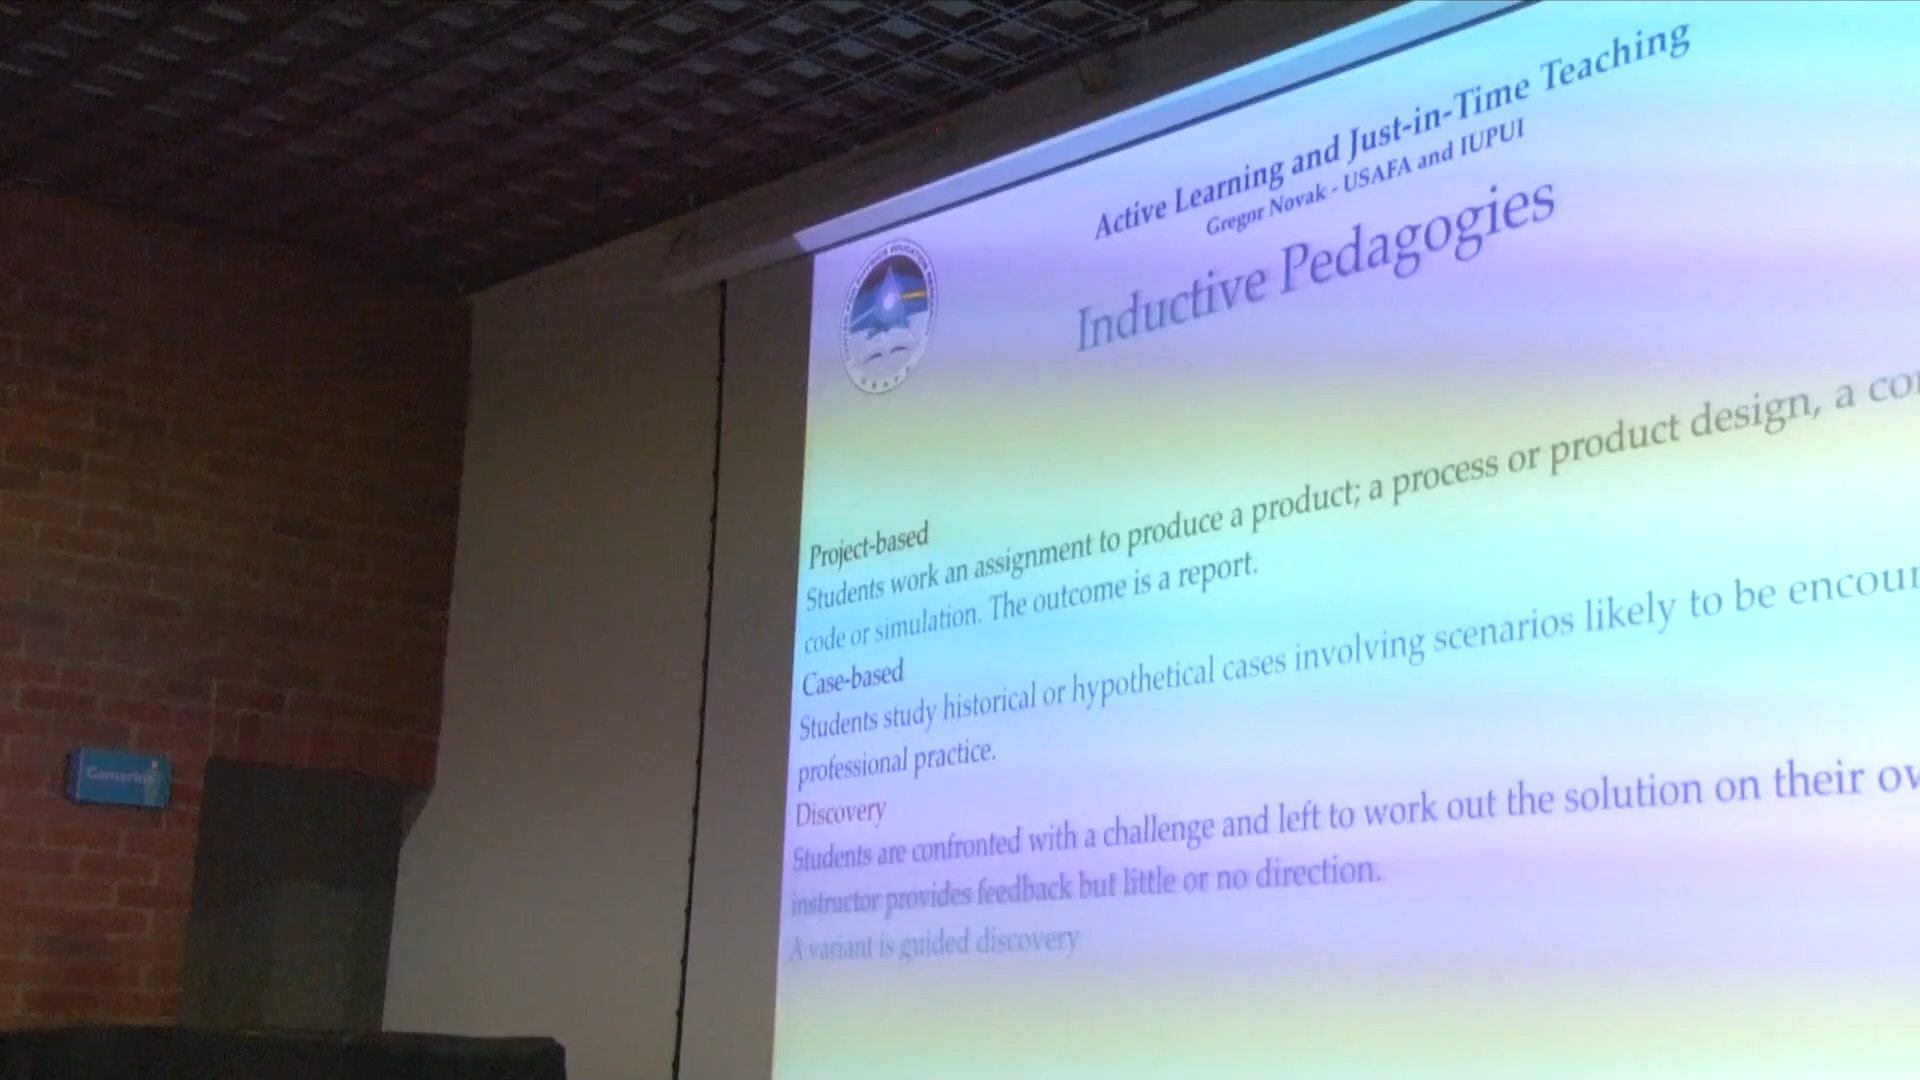 Active Learning and Just-in-Time Teaching
Gregor Novak - USAFA and IUPUI
Inductive Pedagogies
Project-based
Students work an assignment to produce a product; a process or product design, a
code or simulation. The outcome is a report.
Case-based
Students study historical or hypothetical cases involving scenarios likely to be
professional practice.
Discovery
Students are confronted with a challenge and left to work out the solution on their
instructor provides feedback but little or no direction.
A variant is guided discovery
USAFA